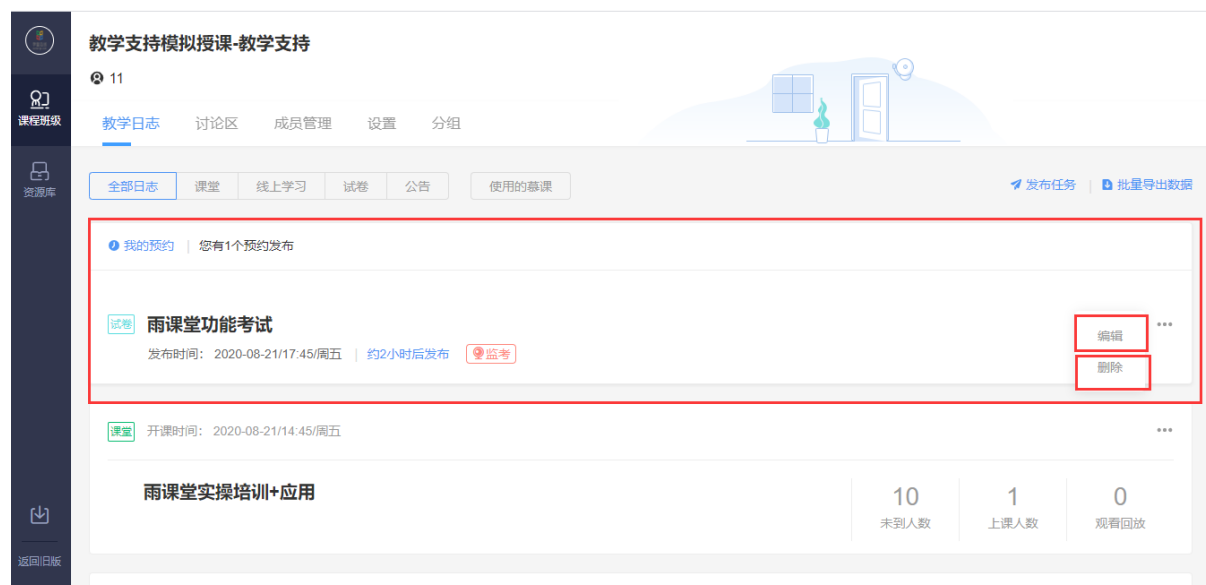 教学支持模拟授课-教学支持
11
课程班级
教学日志 讨论区 成员管理 设置 分组
资源库
全部日志 课堂 线上学习 试卷 公告 使用的慕课 发布任务 批量导出数据
我的预约 您有1个预约发布
试卷 雨课堂功能考试
编辑
发布时间: 2020-08-21/17:45/周五 约2小时后发布 监考
删除
课堂 开课时间: 2020-08-21/14:45/周五
雨课堂实操培训+应用
10 1 0
未到人数 上课人数 观看回放
返回旧版